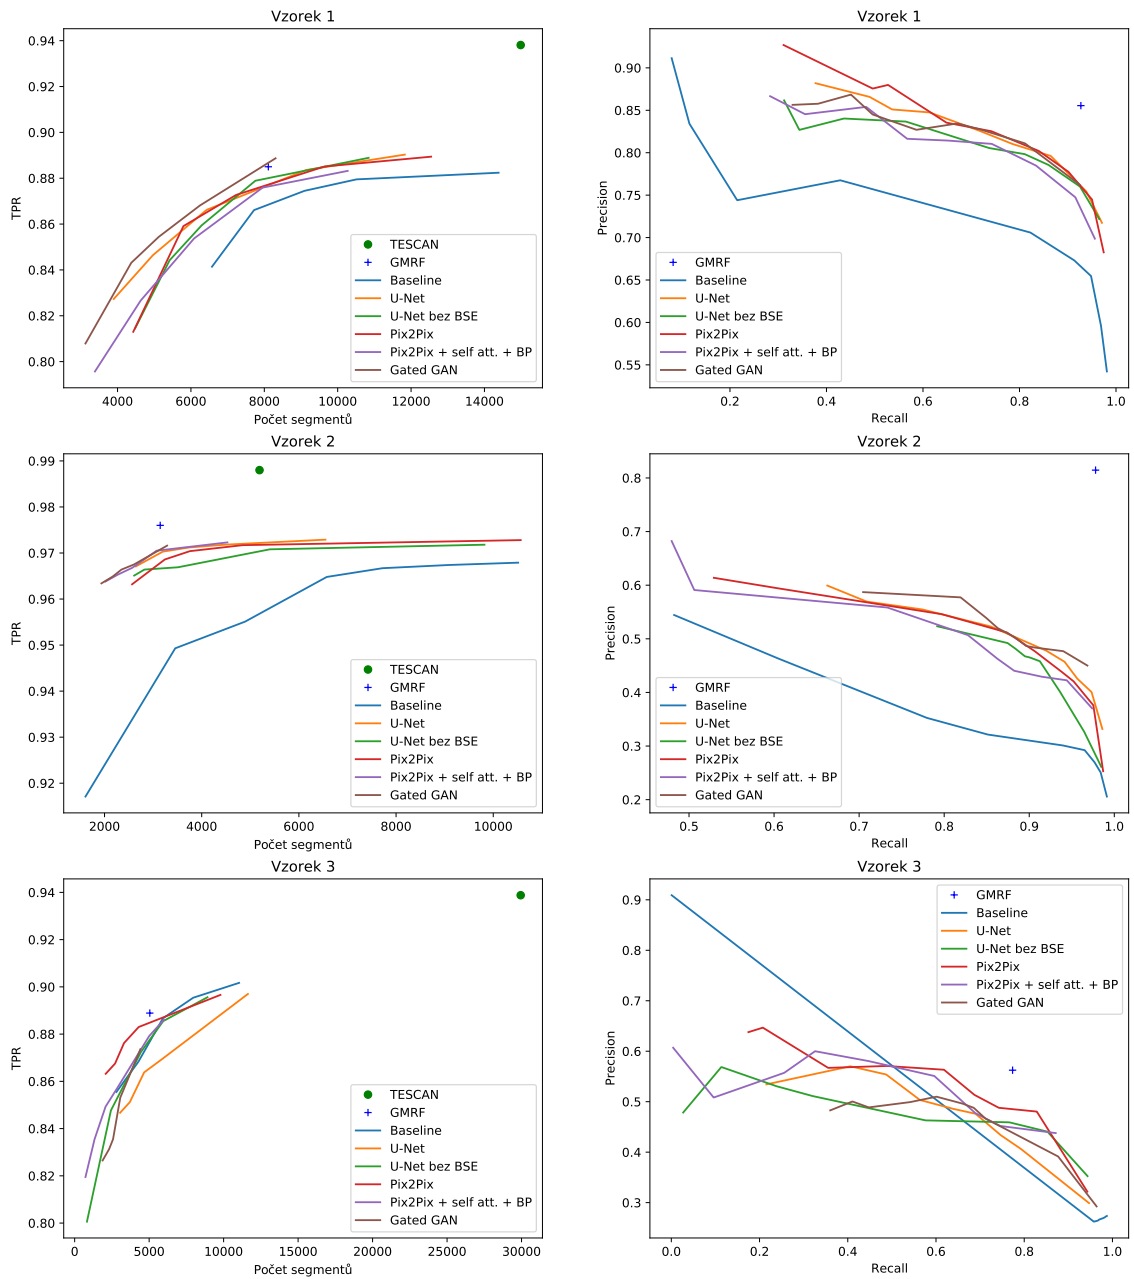 Vzorek 1
0.94
0.92
0.90
0.88
0.86
0.84
0.82
0.80
TPR
TESCAN
GMRF
Baseline
U-Net
U-Net bez BSE
Pix2Pix
Pix2Pix + self att. + BP
Gated GAN
4000 6000 8000 10000 12000 14000
Počet segmentů
Vzorek 1
0.90
0.85
0.80
0.75
0.70
0.65
0.60
0.55
Precision
GMRF
Baseline
U-Net
U-Net bez BSE
Pix2Pix
Pix2Pix + self att. + BP
Gated GAN
0.2 0.4 0.6 0.8 1.0
Recall
Vzorek 2
0.99
0.98
0.97
0.96
0.95
0.94
0.93
0.92
TPR
TESCAN
GMRF
Baseline
U-Net
U-Net bez BSE
Pix2Pix
Pix2Pix + self att. + BP
Gated GAN
2000 4000 6000 8000 10000
Počet segmentů
Vzorek 2
0.8
0.7
0.6
0.5
0.4
0.3
0.2
Precision
GMRF
Baseline
U-Net
U-Net bez BSE
Pix2Pix
Pix2Pix + self att. + BP
Gated GAN
0.5 0.6 0.7 0.8 0.9 1.0
Recall
Vzorek 3
0.94
0.92
0.90
0.88
0.86
0.84
0.82
0.80
TPR
TESCAN
GMRF
Baseline
U-Net
U-Net bez BSE
Pix2Pix
Pix2Pix + self att. + BP
Gated GAN
0 5000 10000 15000 20000 25000 30000
Počet segmentů
Vzorek 3
0.9
0.8
0.7
0.6
0.5
0.4
0.3
Precision
GMRF
Baseline
U-Net
U-Net bez BSE
Pix2Pix
Pix2Pix + self att. + BP
Gated GAN
0.0 0.2 0.4 0.6 0.8 1.0
Recall